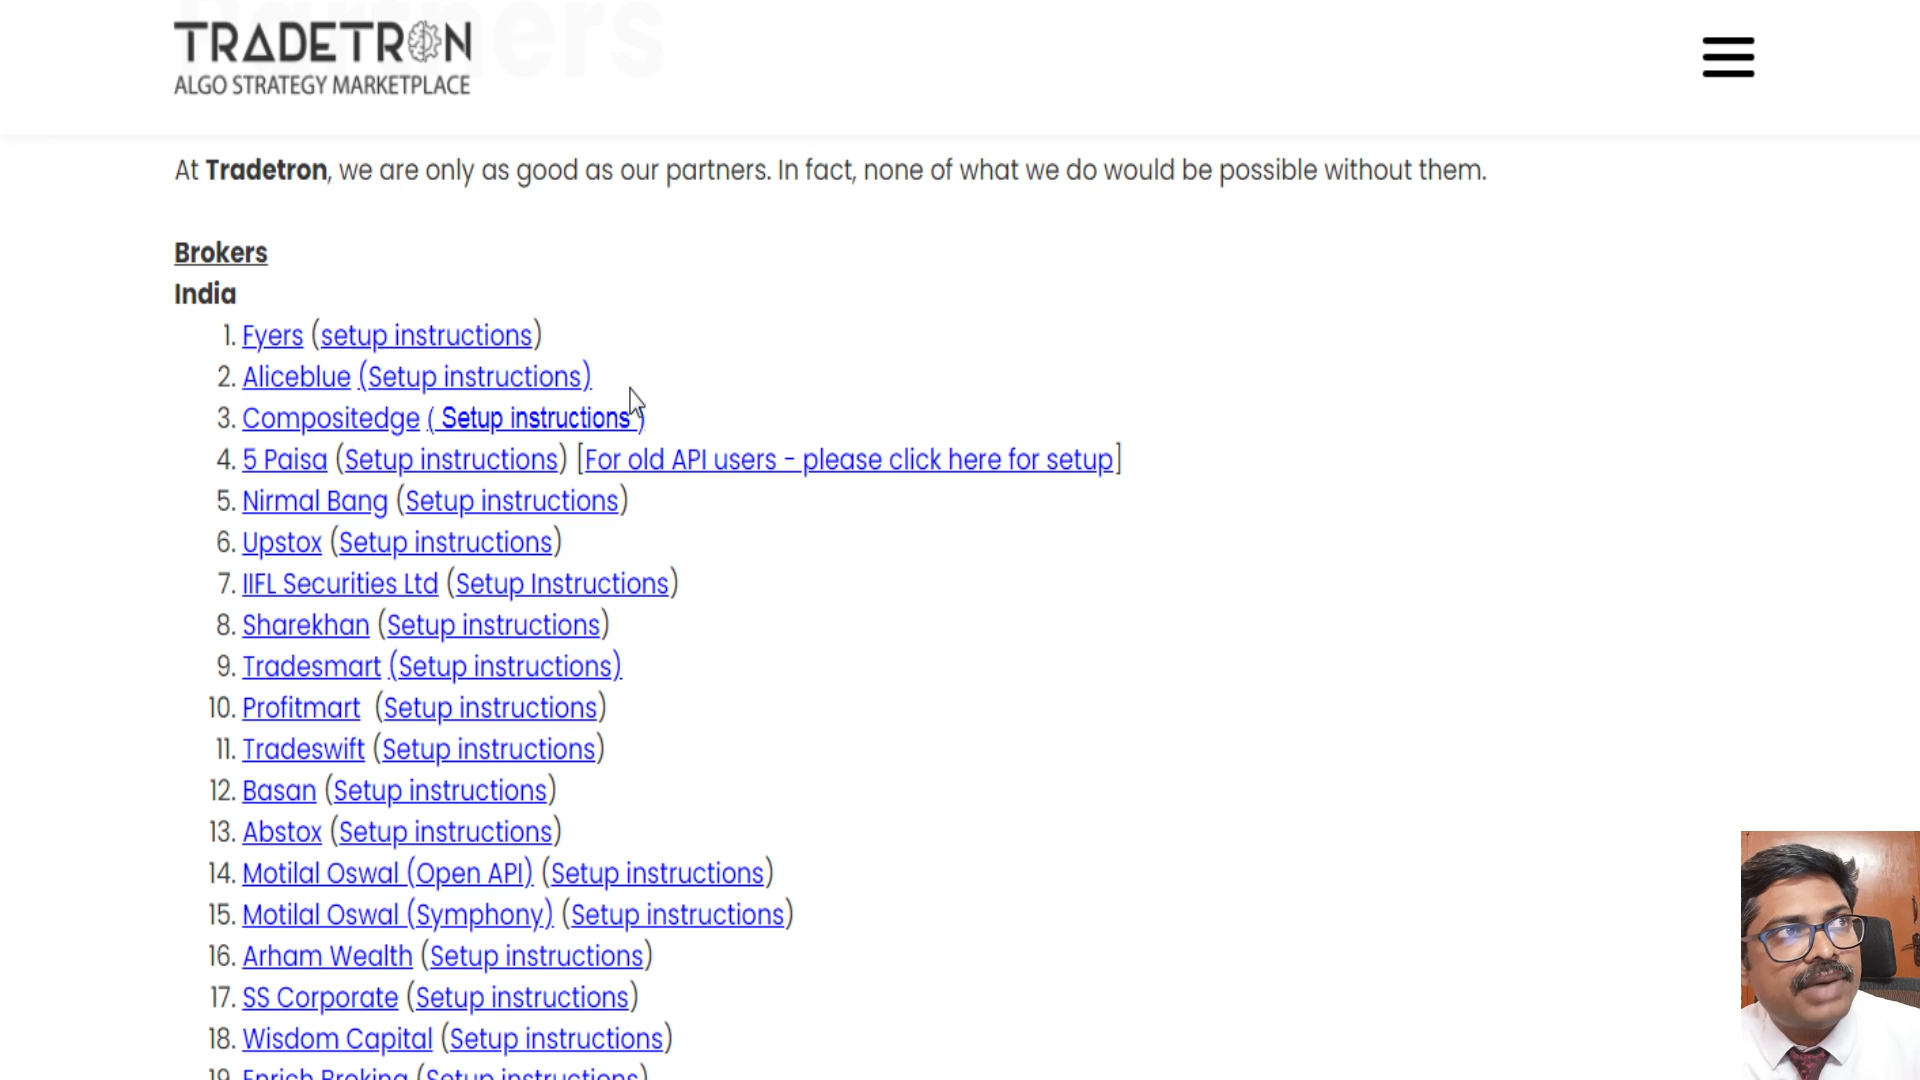 Partners
TRADETRON
ALGO STRATEGY MARKETPLACE
At Tradetron, we are only as good as our partners. In fact, none of what we do would be possible without them.
Brokers
India
1. Fyers (setup instructions)
2. Aliceblue (Setup instructions)
3. Compositedge ( Setup instructions )
4. 5 Paisa (Setup instructions) [For old API users - please click here for setup]
5. Nirmal Bang (Setup instructions)
6. Upstox (Setup instructions)
7. IIFL Securities Ltd (Setup Instructions)
8. Sharekhan (Setup instructions)
9. Tradesmart (Setup instructions)
10. Profitmart (Setup instructions)
11. Tradeswift (Setup instructions)
12. Basan (Setup instructions)
13. Abstox (Setup instructions)
14. Motilal Oswal (Open API) (Setup instructions)
15. Motilal Oswal (Symphony) (Setup instructions)
16. Arham Wealth (Setup instructions)
17. SS Corporate (Setup instructions)
18. Wisdom Capital (Setup instructions)
19. Enrich Broking (Setup instructions)